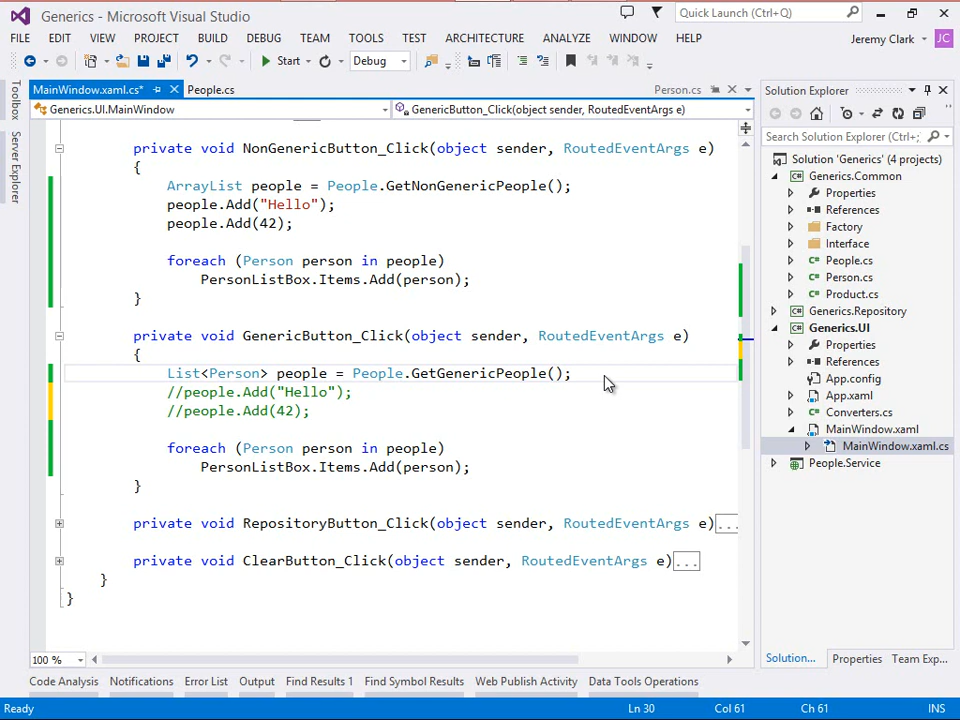 Generics - Microsoft Visual Studio
Quick Launch (Ctrl+Q)
FILE EDIT VIEW PROJECT BUILD DEBUG TEAM TOOLS TEST ARCHITECTURE ANALYZE WINDOW HELP
Jeremy Clark JC
Start Debug
MainWindow.xaml.cs* People.cs Person.cs
Generics.UI.MainWindow GenericButton_Click(object sender, RoutedEventArgs e)
Toolbox
Server Explorer
private void NonGenericButton_Click(object sender, RoutedEventArgs e)
{
ArrayList people = People.GetNonGenericPeople();
people.Add("Hello");
people.Add(42);
foreach (Person person in people)
PersonListBox.Items.Add(person);
}
private void GenericButton_Click(object sender, RoutedEventArgs e)
{
List<Person> people = People.GetGenericPeople();
//people.Add("Hello");
//people.Add(42);
foreach (Person person in people)
PersonListBox.Items.Add(person);
}
private void RepositoryButton_Click(object sender, RoutedEventArgs e)...
private void ClearButton_Click(object sender, RoutedEventArgs e)...
}
}
100 %
Solution Explorer
Search Solution Explorer (Ctrl+;)
Solution 'Generics' (4 projects)
Generics.Common
Properties
References
Factory
Interface
People.cs
Person.cs
Product.cs
Generics.Repository
Generics.UI
Properties
References
App.config
App.xaml
Converters.cs
MainWindow.xaml
MainWindow.xaml.cs
People.Service
Solution... Properties Team Exp...
Code Analysis Notifications Error List Output Find Results 1 Find Symbol Results Web Publish Activity Data Tools Operations
Ready Ln 30 Col 61 Ch 61 INS